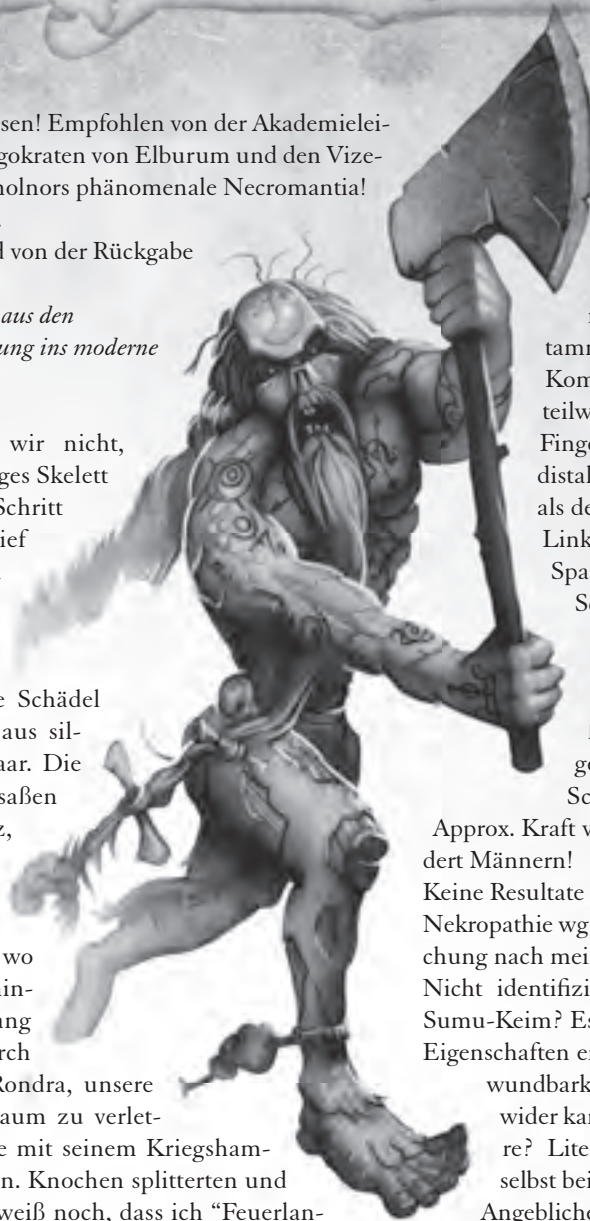 sen! Empfohlen von der Akademielei-
gokraten von Elburum und den Vize-
holnors phänomenale Necromantia!
d von der Rückgabe
aus den
ung ins moderne
wir nicht,
ges Skelett
Schritt
ief
e Schädel
aus sil-
aar. Die
saßen
z,
wo
in-
ang
rch
Rondra, unsere
aum zu verlet-
e mit seinem Kriegsham-
n. Knochen splitterten und
weiß noch, dass ich “Feuerlan-
tamm
Kom
teilw
Finge
distal
als de
Link
Spa
ge
Sc
Approx. Kraft v
dert Männern!
Keine Resultate
Nekropathie wg
chung nach mei
Nicht identifizi
Sumu-Keim? Es
Eigenschaften e
wundbark
wider kan
re? Lite
selbst bei
Angebliche